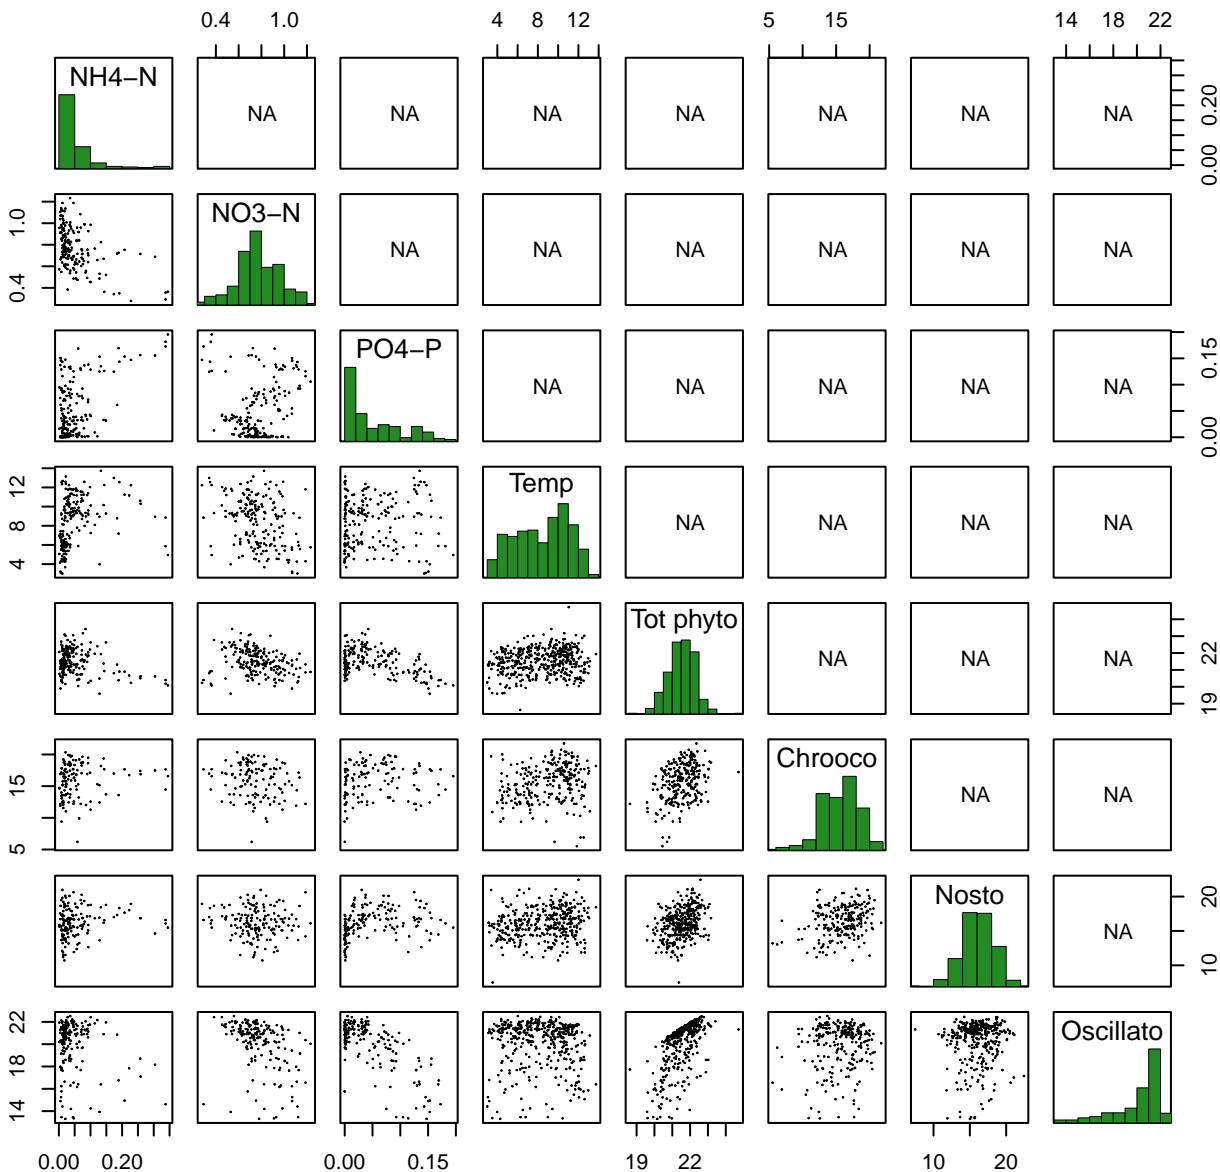 0.4 1.0 4 8 12 5 15 14 18 22
NH4−N NA NA NA NA NA NA NA 0.00 0.20
0.4 1.0 NO3−N NA NA NA NA NA NA
PO4−P NA NA NA NA NA 0.00 0.15
4 8 12 Temp NA NA NA NA
Tot phyto NA NA NA 19 22
5 15 Chrooco NA NA
Nosto NA 10 20
14 18 22 Oscillato
0.00 0.20 0.00 0.15 19 22 10 20